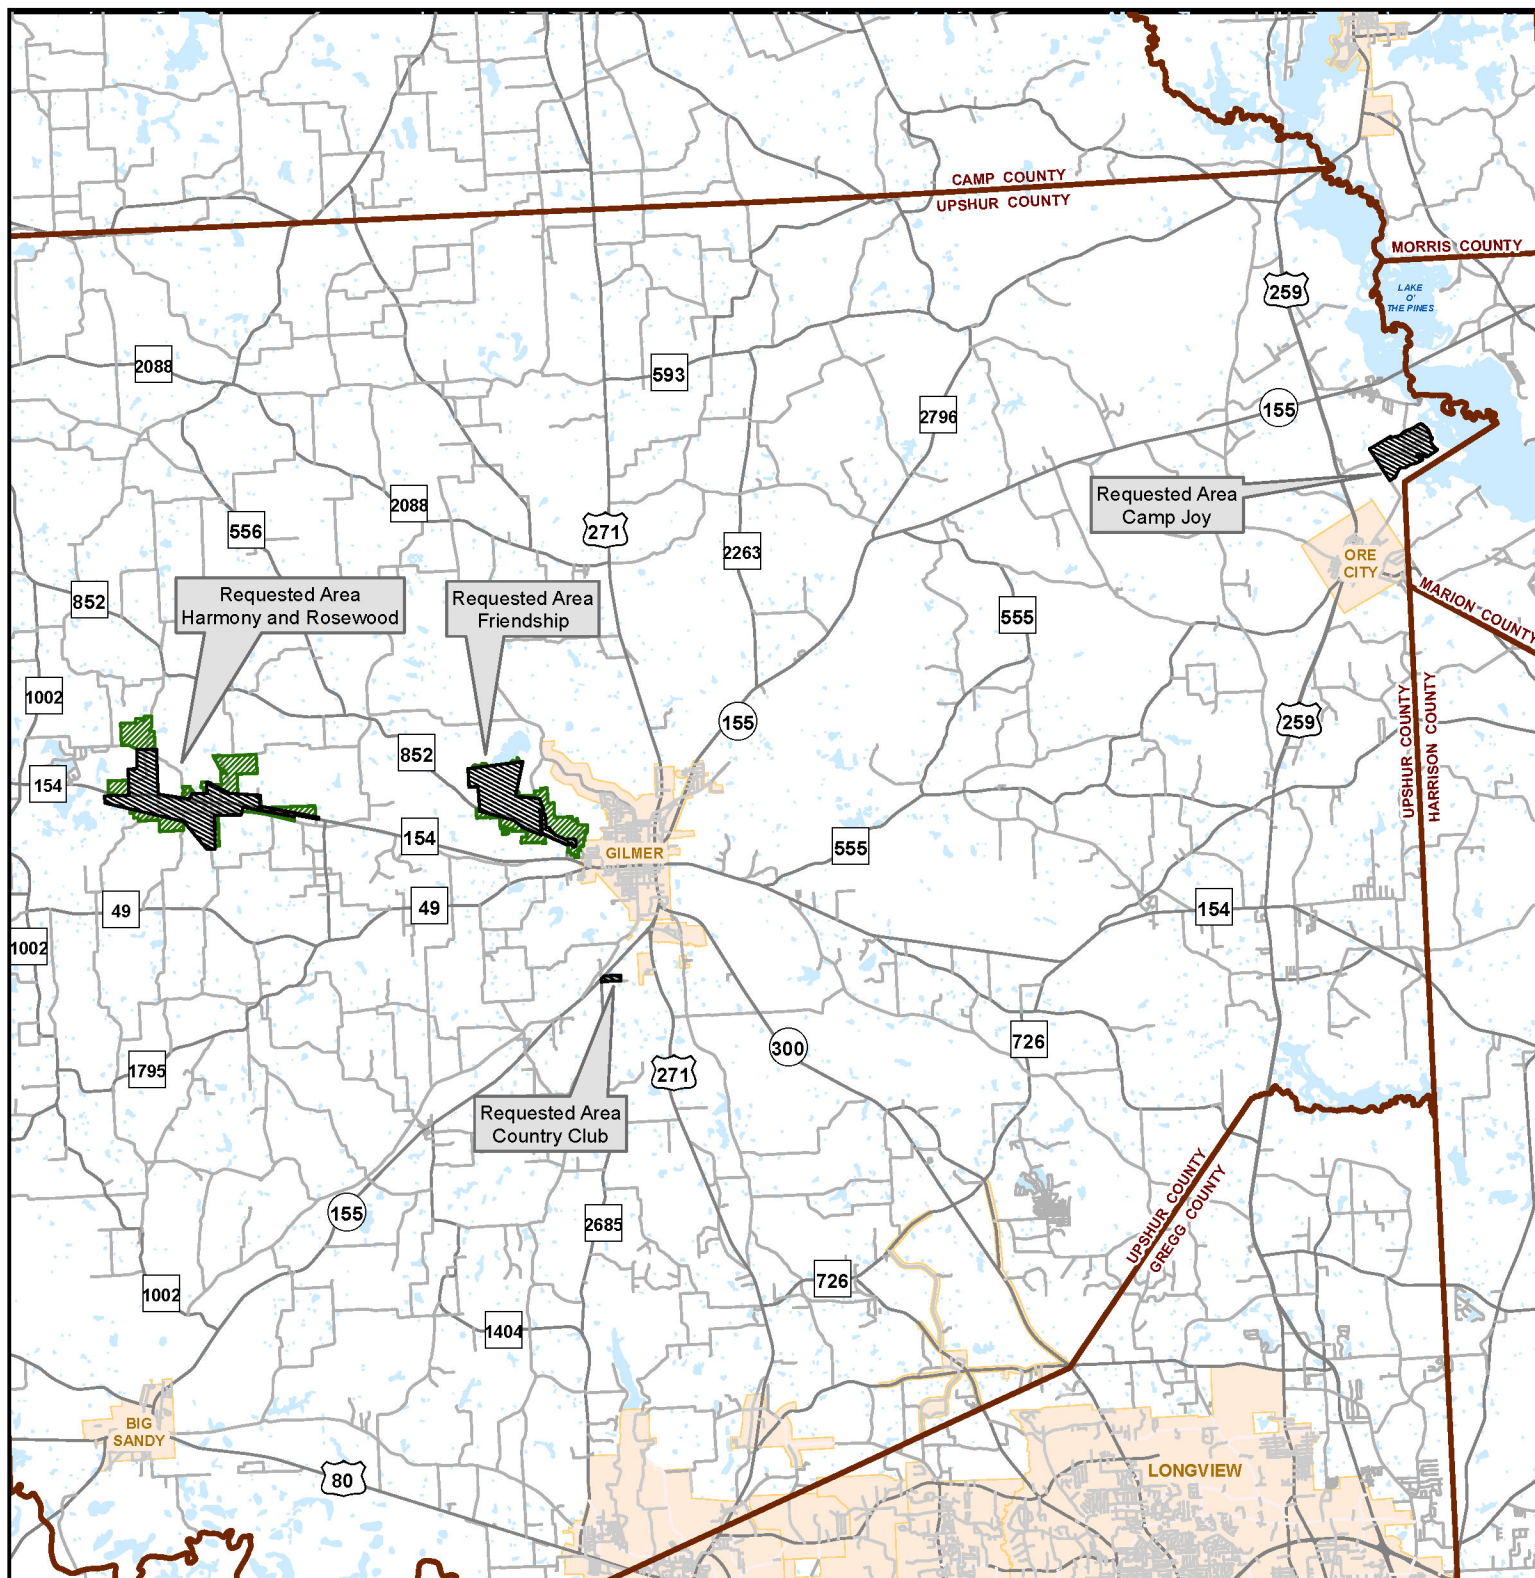 CAMP COUNTY
UPSHUR COUNTY
MORRIS COUNTY
259
LAKE
O'
THE PINES
2088
593
155
2796
2088
Requested Area
Camp Joy
556
271
2263
ORE
CITY
852
Requested Area
Harmony and Rosewood
Requested Area
Friendship
555
MARION COUNTY
1002
155
259
UPSHUR COUNTY
HARRISON COUNTY
852
154
154
GILMER
555
49
49
154
1002
726
300
1795
271
Requested Area
Country Club
155
2685
UPSHUR COUNTY
GREGG COUNTY
726
1002
1404
BIG
SANDY
80
LONGVIEW